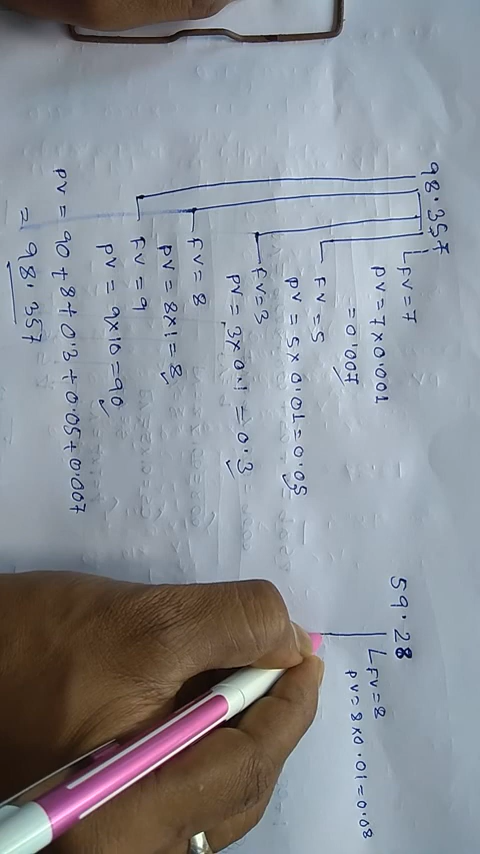 98.357
FV=7
PV=7×0.001
=0.007
FV=5
PV=5×0.01=0.05
FV=3
PV=3×0.1=0.3
FV=8
PV=8×1=8
FV=9
PV=9×10=90
PV=90+8+0.3+0.05+0.007
=98.357
59.28
FV=8
PV=8×0.01=0.08